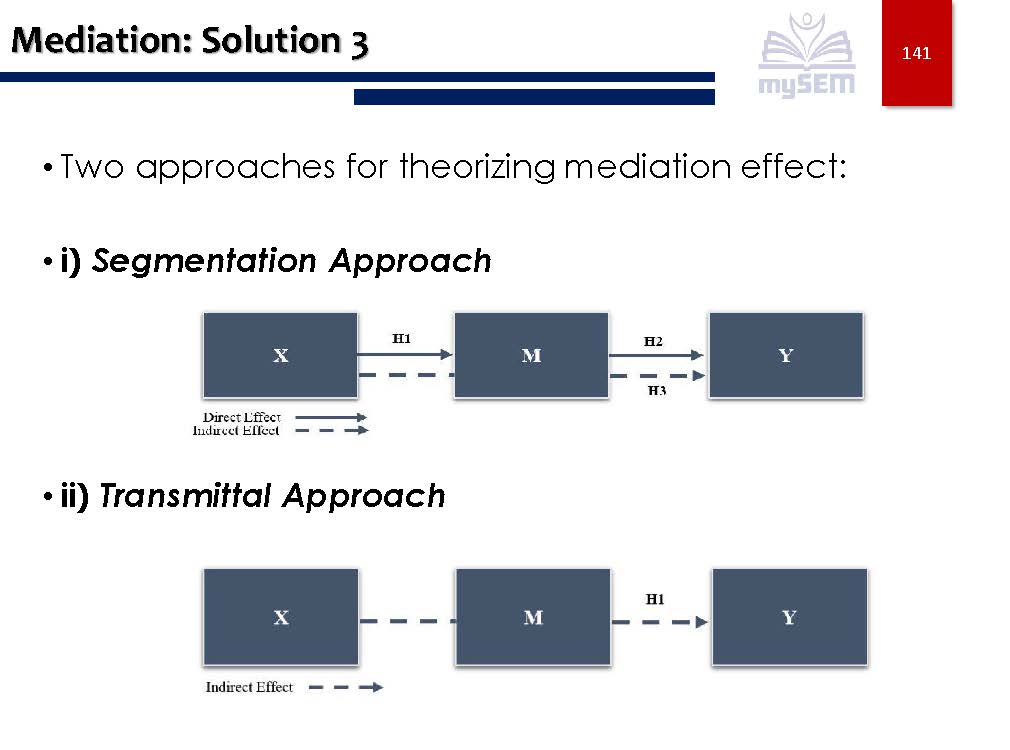 Mediation: Solution 3
mySEM
141
• Two approaches for theorizing mediation effect:
• i) Segmentation Approach
X
H1
M
H2
H3
Y
Direct Effect
Indirect Effect
• ii) Transmittal Approach
X
M
H1
Y
Indirect Effect